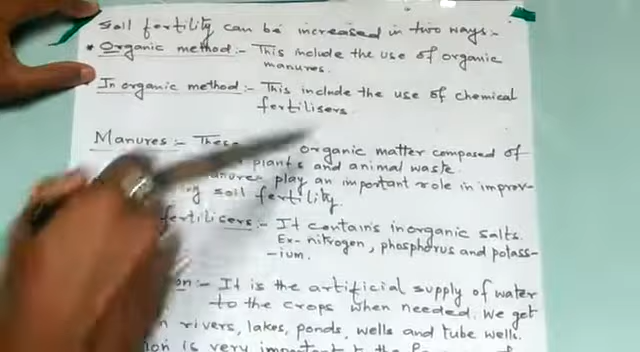 Soil fertility can be increased in two ways:-
* Organic method:- This include the use of organic
manures.
In organic method:- This include the use of chemical
fertilisers.
Manures:- organic matter composed of
plants and animal waste.
play an important role in improv-
soil fertility.
fertilisers:- It contains inorganic salts.
Ex- nitrogen, phosphorus and potass-
-ium.
It is the artificial supply of water
to the crops when needed. We get
rivers, lakes, ponds, wells and tube wells.
is very